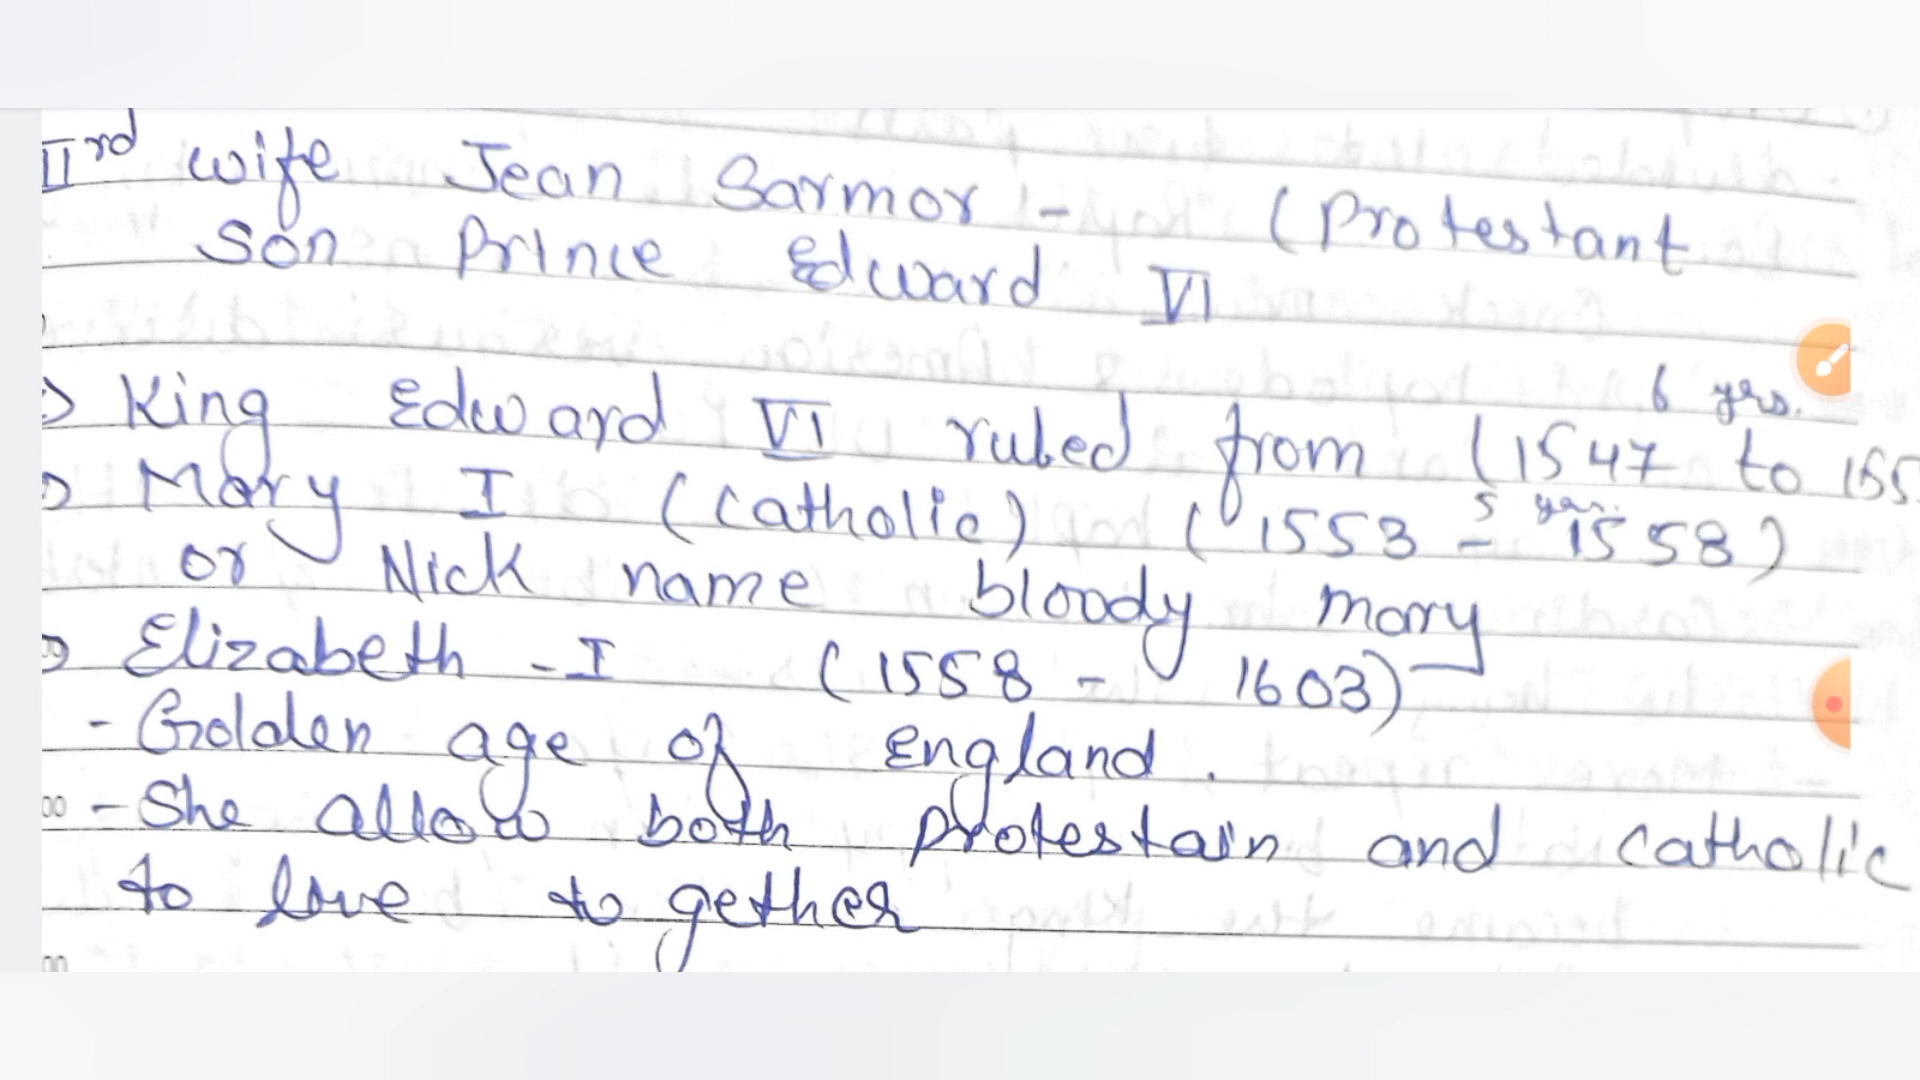 IIrd wife Jean Sarmor - (Protestant
son Prince Edward VI
6 yrs.
King Edward VI ruled from (1547 to 155
5 yrs.
Mary I (Catholic) (1553 - 1558)
or Nick name bloody mary
Elizabeth - I (1558 - 1603)
- Golden age of England.
- She allow both protestain and catholic
to love to gether